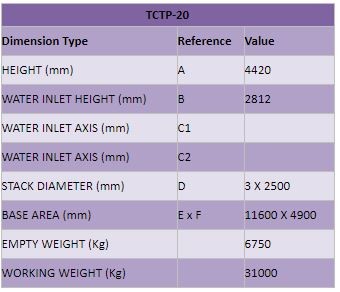 TCTP-20
Dimension Type Reference Value
HEIGHT (mm) A 4420
WATER INLET HEIGHT (mm) B 2812
WATER INLET AXIS (mm) C1
WATER INLET AXIS (mm) C2
STACK DIAMETER (mm) D 3 X 2500
BASE AREA (mm) E x F 11600 X 4900
EMPTY WEIGHT (Kg) 6750
WORKING WEIGHT (Kg) 31000